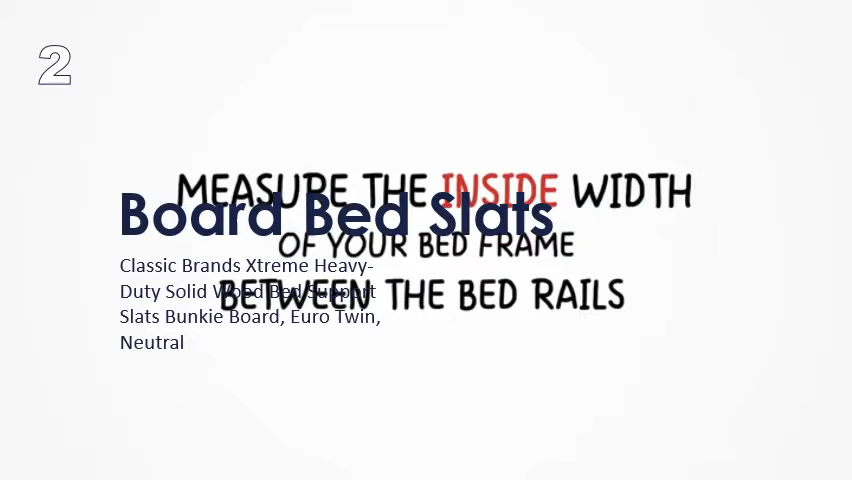 2
MEASURE THE INSIDE WIDTH
Board Bed Slats
OF YOUR BED FRAME
Classic Brands Xtreme Heavy-
Duty Solid Wood Bed Support
BETWEEN THE BED RAILS
Slats Bunkie Board, Euro Twin,
Neutral